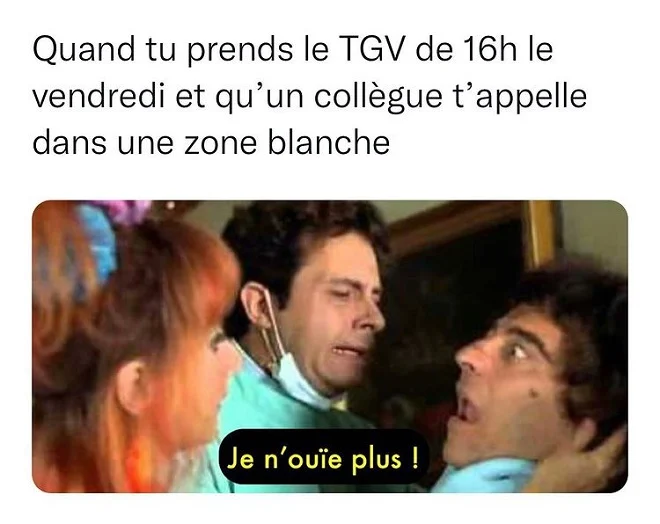 Quand tu prends le TGV de 16h le
vendredi et qu’un collègue t’appelle
dans une zone blanche
Je n’ouïe plus !